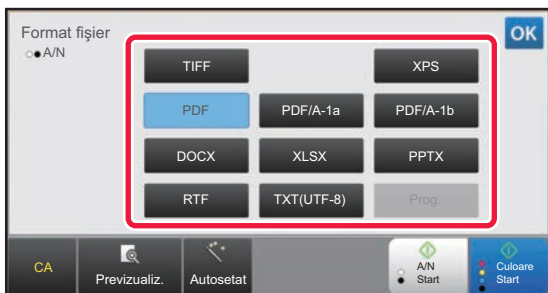 Format fișier
A/N
OK
TIFF
XPS
PDF
PDF/A-1a
PDF/A-1b
DOCX
XLSX
PPTX
RTF
TXT(UTF-8)
Prog.
CA
Previzualiz.
Autosetat
A/N
Start
Culoare
Start